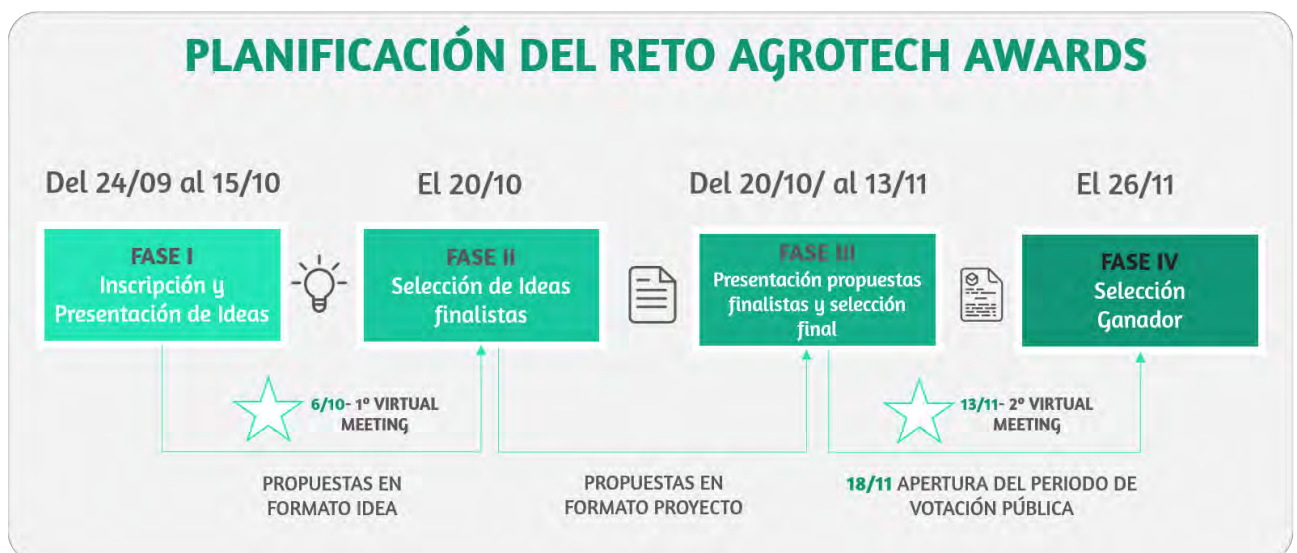 PLANIFICACIÓN DEL RETO AGROTECH AWARDS
Del 24/09 al 15/10
El 20/10
Del 20/10/ al 13/11
El 26/11
FASE I
Inscripción y
Presentación de Ideas
FASE II
Selección de Ideas
finalistas
FASE III
Presentación propuestas
finalistas y selección
final
FASE IV
Selección
Ganador
6/10- 1º VIRTUAL
MEETING
13/11- 2º VIRTUAL
MEETING
PROPUESTAS EN
FORMATO IDEA
PROPUESTAS EN
FORMATO PROYECTO
18/11 APERTURA DEL PERIODO DE
VOTACIÓN PÚBLICA